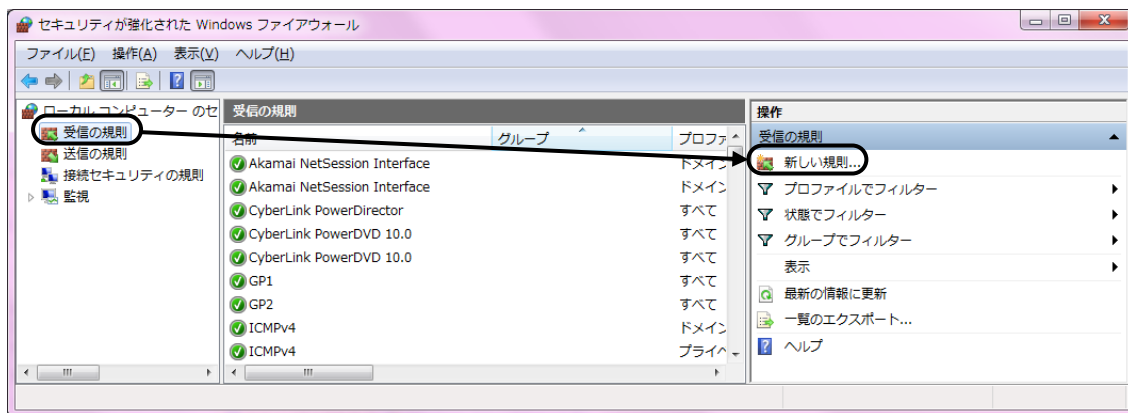 セキュリティが強化された Windows ファイアウォール
ファイル(F) 操作(A) 表示(V) ヘルプ(H)
ローカル コンピューター のセ
受信の規則
送信の規則
接続セキュリティの規則
監視
受信の規則
名前 グループ プロファ
Akamai NetSession Interface ドメイン
Akamai NetSession Interface ドメイン
CyberLink PowerDirector すべて
CyberLink PowerDVD 10.0 すべて
CyberLink PowerDVD 10.0 すべて
GP1 すべて
GP2 すべて
ICMPv4 ドメイン
ICMPv4 プライベ
操作
受信の規則
新しい規則...
プロファイルでフィルター
状態でフィルター
グループでフィルター
表示
最新の情報に更新
一覧のエクスポート...
ヘルプ